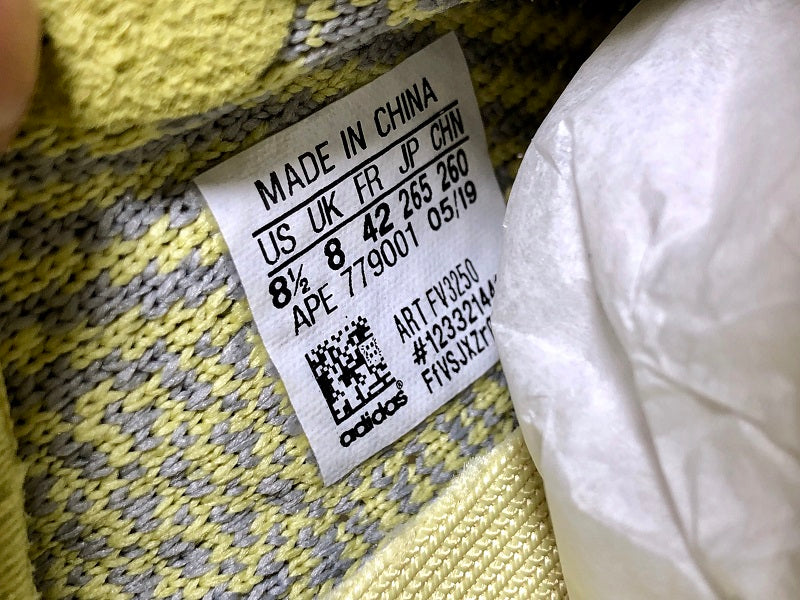 MADE IN CHINA
US UK FR JP CHN
8½ 8 42 265 260
APE 779001 05/19
ART FV3250
#1233214
adidas®